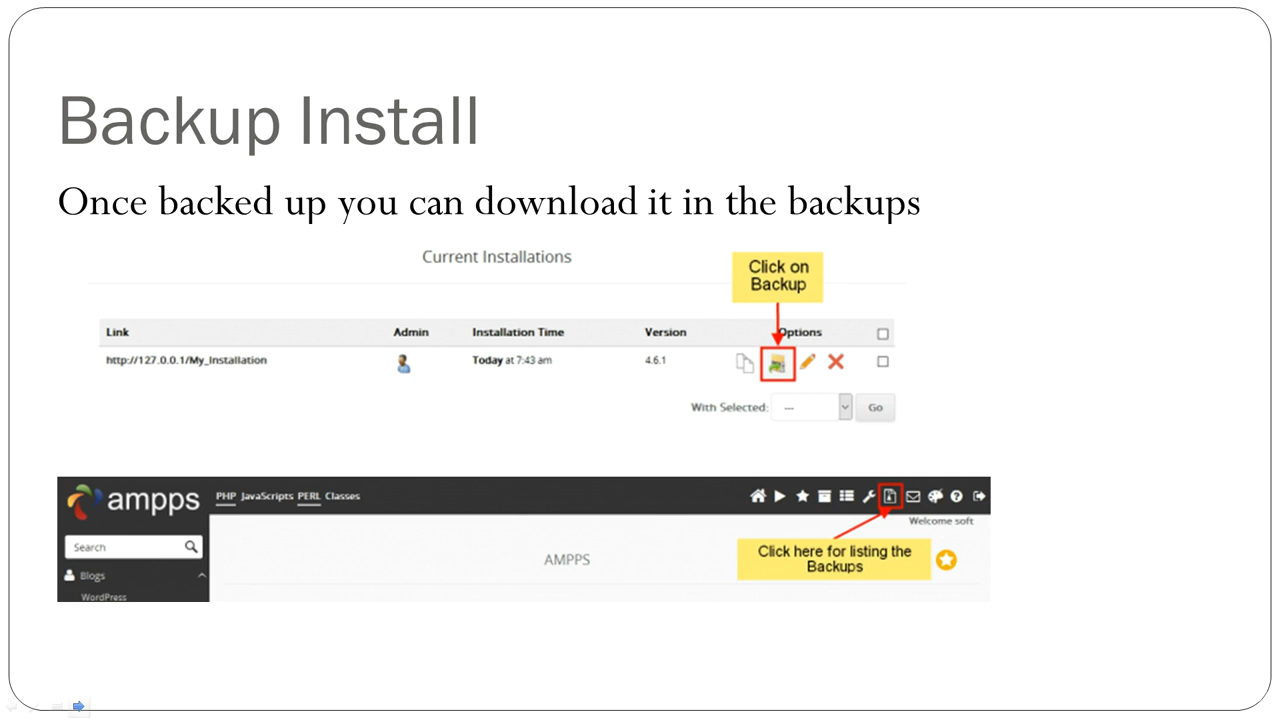 Backup Install
Once backed up you can download it in the backups
Current Installations
Click on
Backup
Link Admin Installation Time Version Options
http://127.0.0.1/My_Installation Today at 7:43 am 4.6.1
With Selected: --- Go
ampps PHP JavaScripts PERL Classes
Welcome soft
Search
AMPPS
Click here for listing the
Backups
Blogs
WordPress